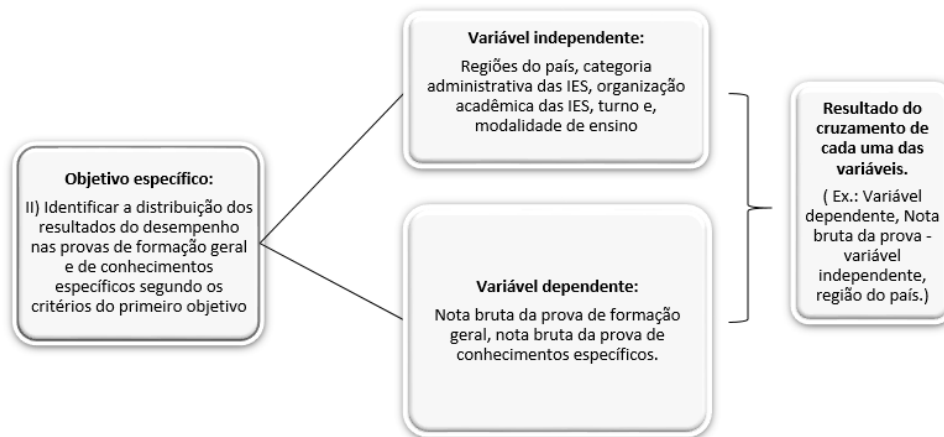 Objetivo específico:
II) Identificar a distribuição dos
resultados do desempenho
nas provas de formação geral
e de conhecimentos
específicos segundo os
critérios do primeiro objetivo
Variável independente:
Regiões do país, categoria
administrativa das IES, organização
acadêmica das IES, turno e,
modalidade de ensino
Variável dependente:
Nota bruta da prova de formação
geral, nota bruta da prova de
conhecimentos específicos.
Resultado do
cruzamento de
cada uma das
variáveis.
( Ex.: Variável
dependente, Nota
bruta da prova -
variável
independente,
região do país.)